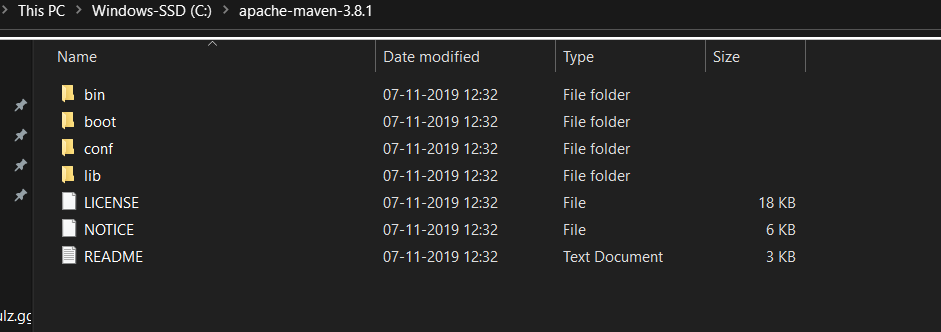 This PC > Windows-SSD (C:) > apache-maven-3.8.1
Name Date modified Type Size
bin 07-11-2019 12:32 File folder
boot 07-11-2019 12:32 File folder
conf 07-11-2019 12:32 File folder
lib 07-11-2019 12:32 File folder
LICENSE 07-11-2019 12:32 File 18 KB
NOTICE 07-11-2019 12:32 File 6 KB
README 07-11-2019 12:32 Text Document 3 KB